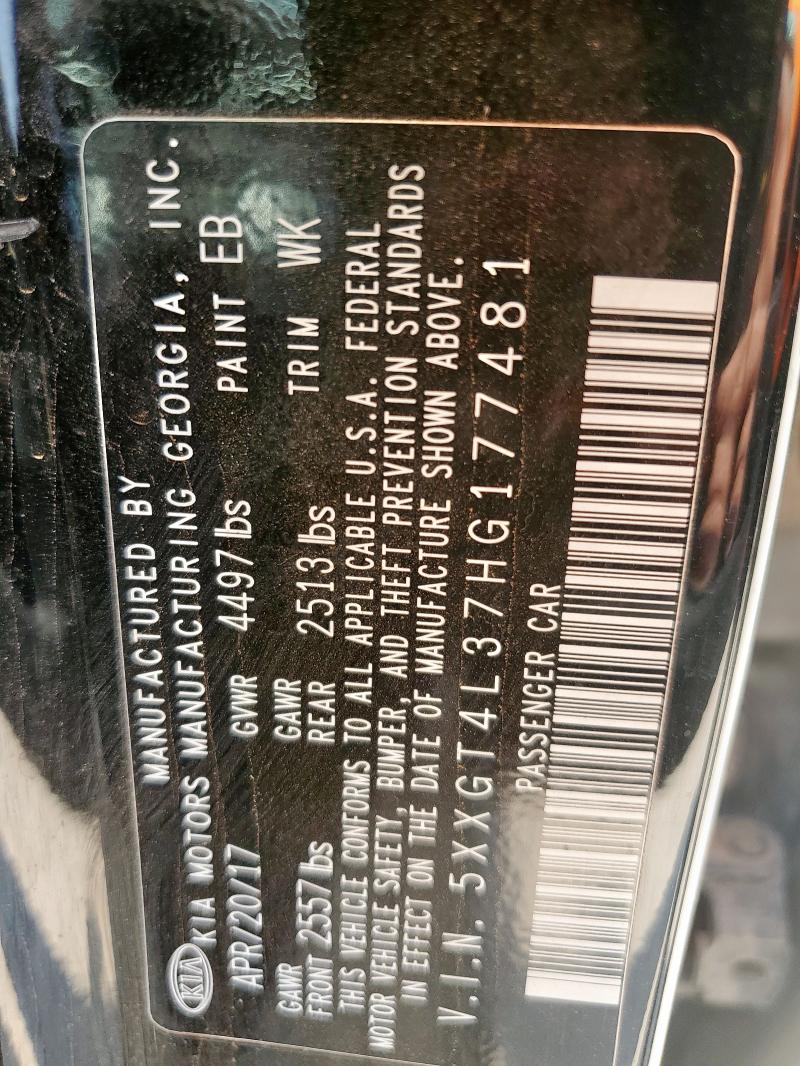 MANUFACTURED BY
KIA KIA MOTORS MANUFACTURING GEORGIA, INC.
APR/20/17 GVWR 4497 lbs PAINT EB
GAWR FRONT 2557 lbs GAWR REAR 2513 lbs TRIM WK
THIS VEHICLE CONFORMS TO ALL APPLICABLE U.S.A. FEDERAL
MOTOR VEHICLE SAFETY, BUMPER, AND THEFT PREVENTION STANDARDS
IN EFFECT ON THE DATE OF MANUFACTURE SHOWN ABOVE.
V.I.N. 5XXGT4L37HG177481
PASSENGER CAR